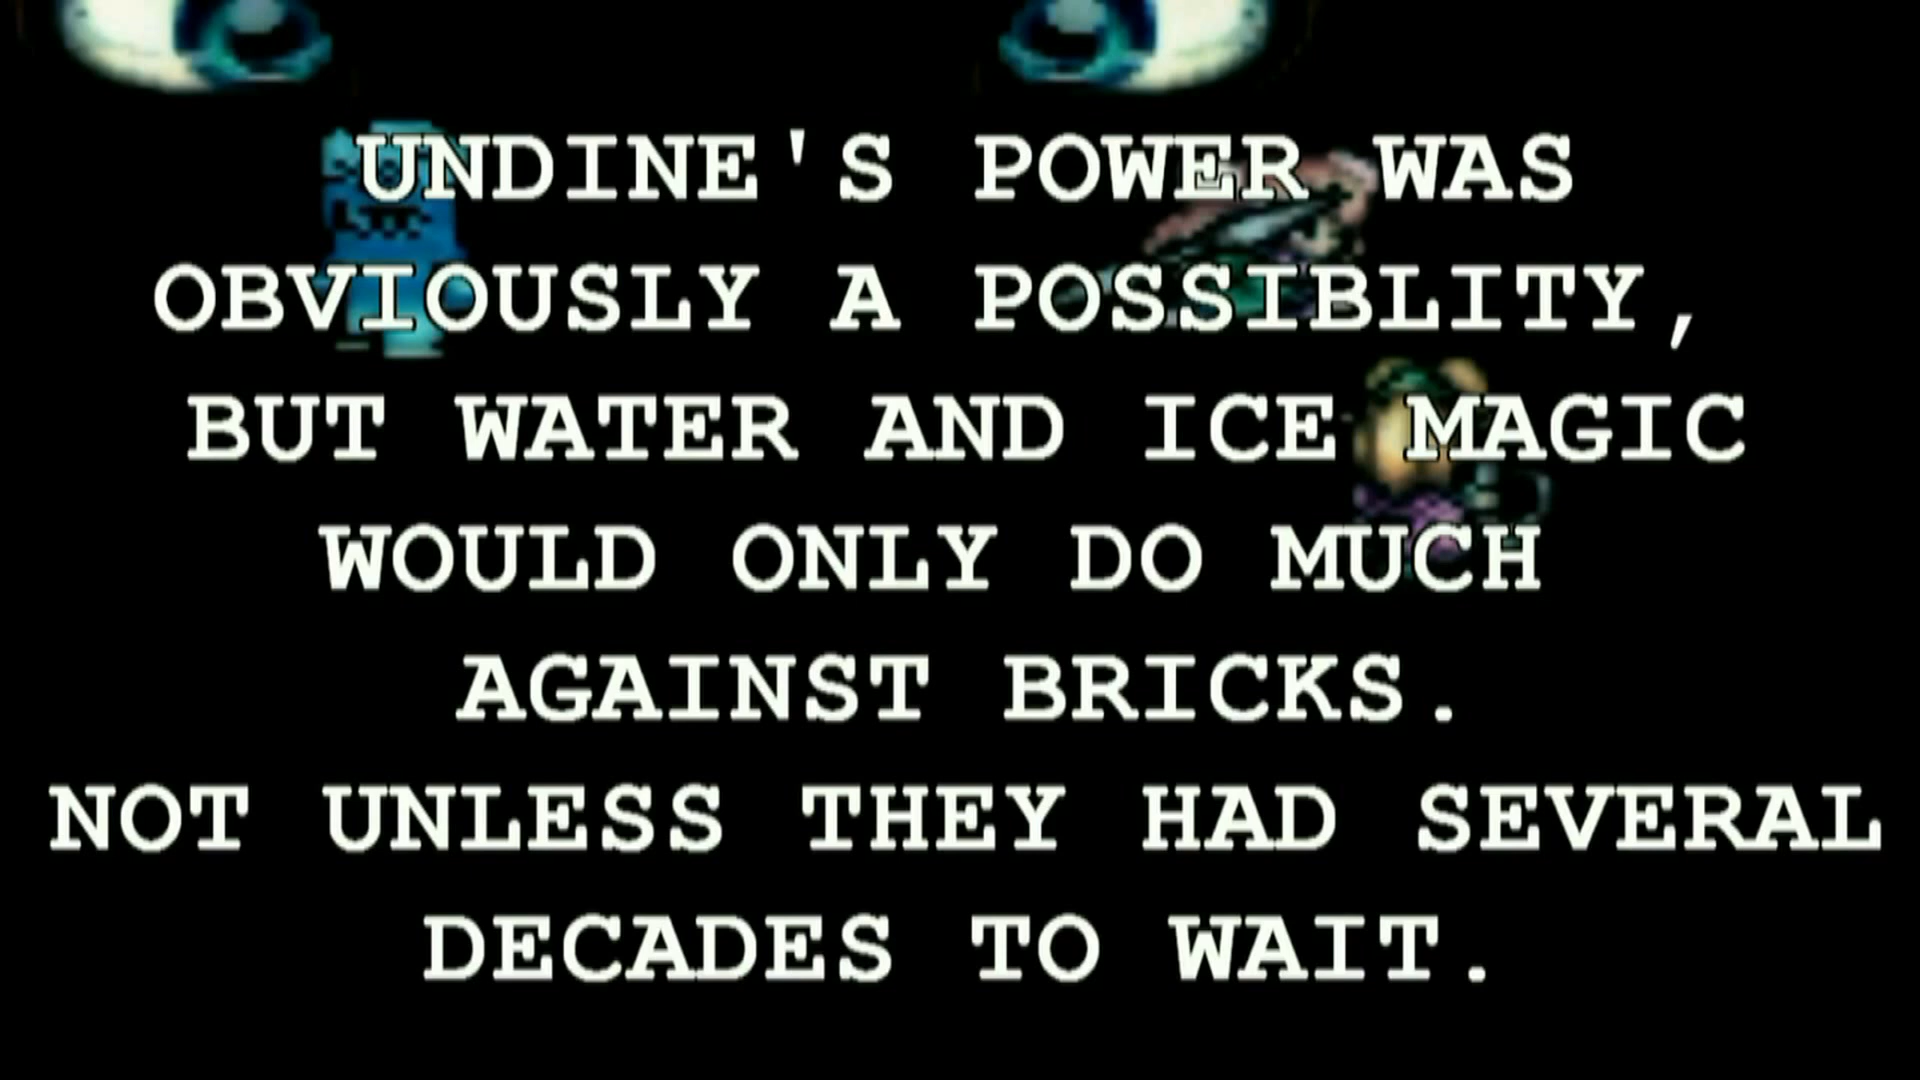 UNDINE'S POWER WAS
OBVIOUSLY A POSSIBLITY,
BUT WATER AND ICE MAGIC
WOULD ONLY DO MUCH
AGAINST BRICKS.
NOT UNLESS THEY HAD SEVERAL
DECADES TO WAIT.